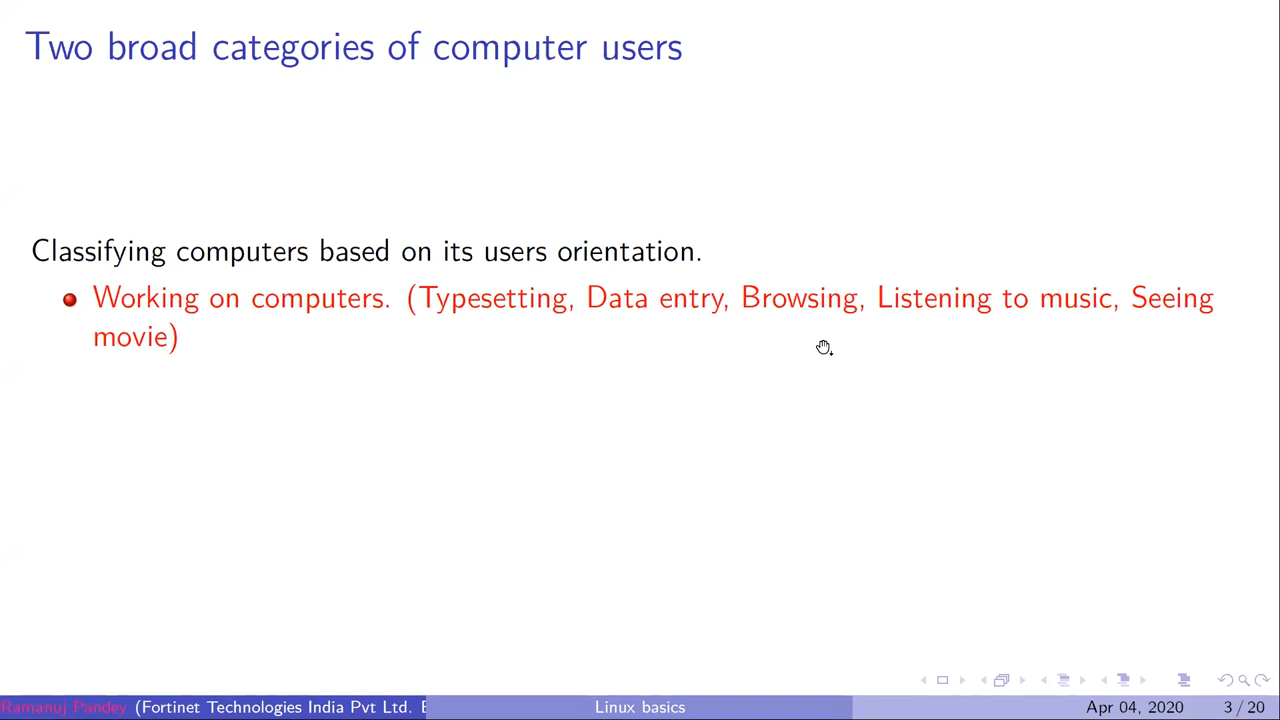 Two broad categories of computer users
Classifying computers based on its users orientation.
Working on computers. (Typesetting, Data entry, Browsing, Listening to music, Seeing
movie)
Ramanuj Pandey (Fortinet Technologies India Pvt Ltd. E
Linux basics
Apr 04, 2020
3 / 20